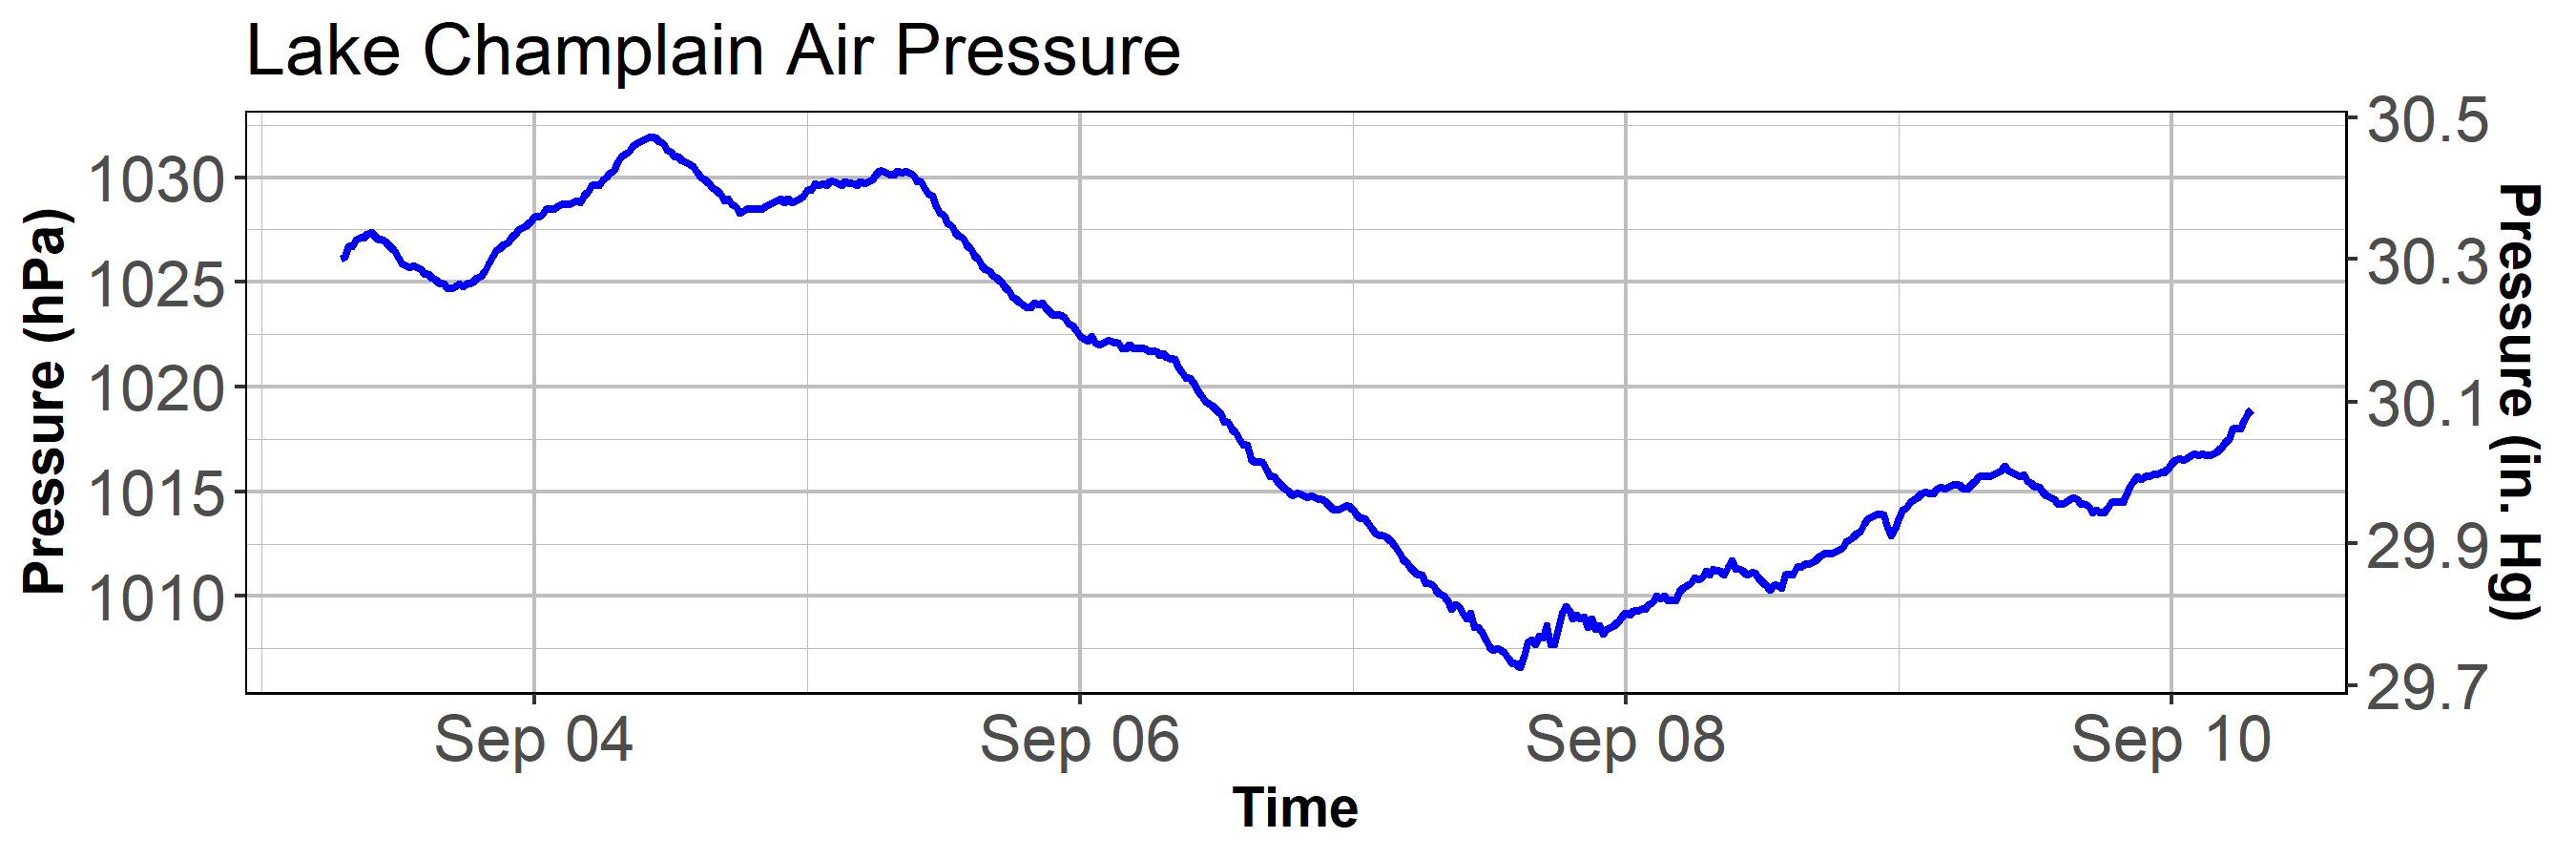 Lake Champlain Air Pressure
Pressure (hPa)
1030
1025
1020
1015
1010
30.5
30.3
30.1
29.9
29.7
Pressure (in. Hg)
Sep 04
Sep 06
Sep 08
Sep 10
Time